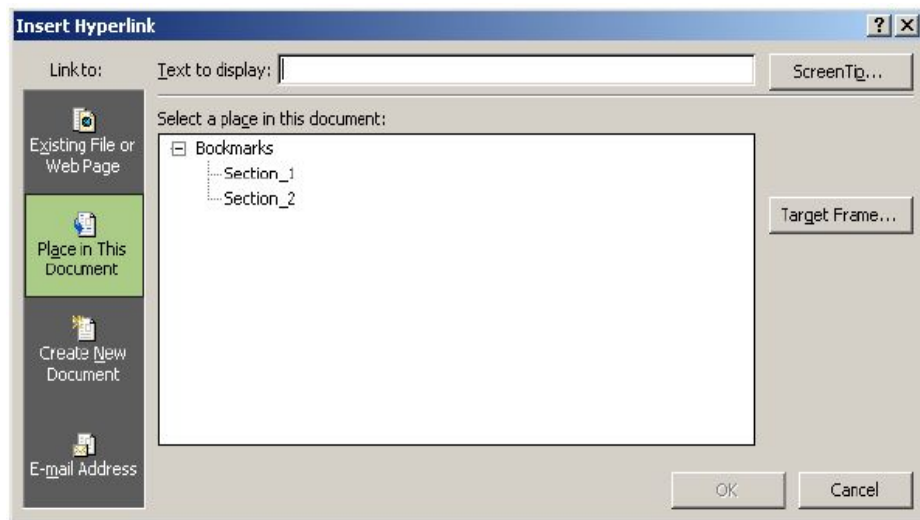 Insert Hyperlink
Link to:
Text to display:
ScreenTip...
Existing File or
Web Page
Place in This
Document
Create New
Document
E-mail Address
Select a place in this document:
Bookmarks
Section_1
Section_2
Target Frame...
OK
Cancel